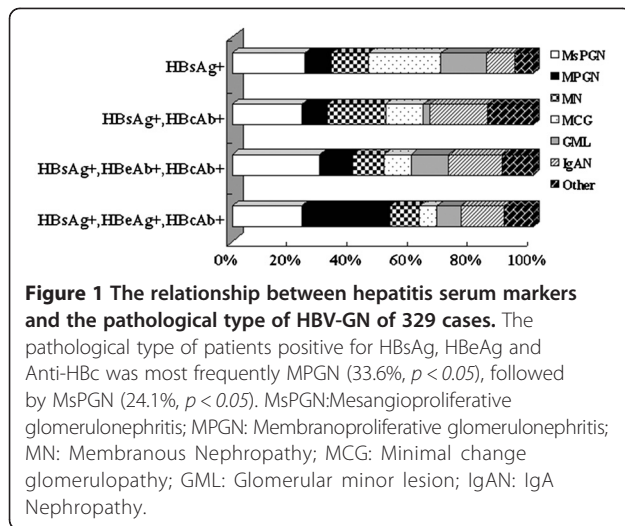 HBsAg+
HBsAg+,HBcAb+
HBsAg+,HBeAb+,HBcAb+
HBsAg+,HBeAg+,HBcAb+
0% 20% 40% 60% 80% 100%
MsPGN
MPGN
MN
MCG
GML
IgAN
Other
Figure 1 The relationship between hepatitis serum markers
and the pathological type of HBV-GN of 329 cases. The
pathological type of patients positive for HBsAg, HBeAg and
Anti-HBc was most frequently MPGN (33.6%, p < 0.05), followed
by MsPGN (24.1%, p < 0.05). MsPGN:Mesangioproliferative
glomerulonephritis; MPGN: Membranoproliferative glomerulonephritis;
MN: Membranous Nephropathy; MCG: Minimal change
glomerulopathy; GML: Glomerular minor lesion; IgAN: IgA
Nephropathy.